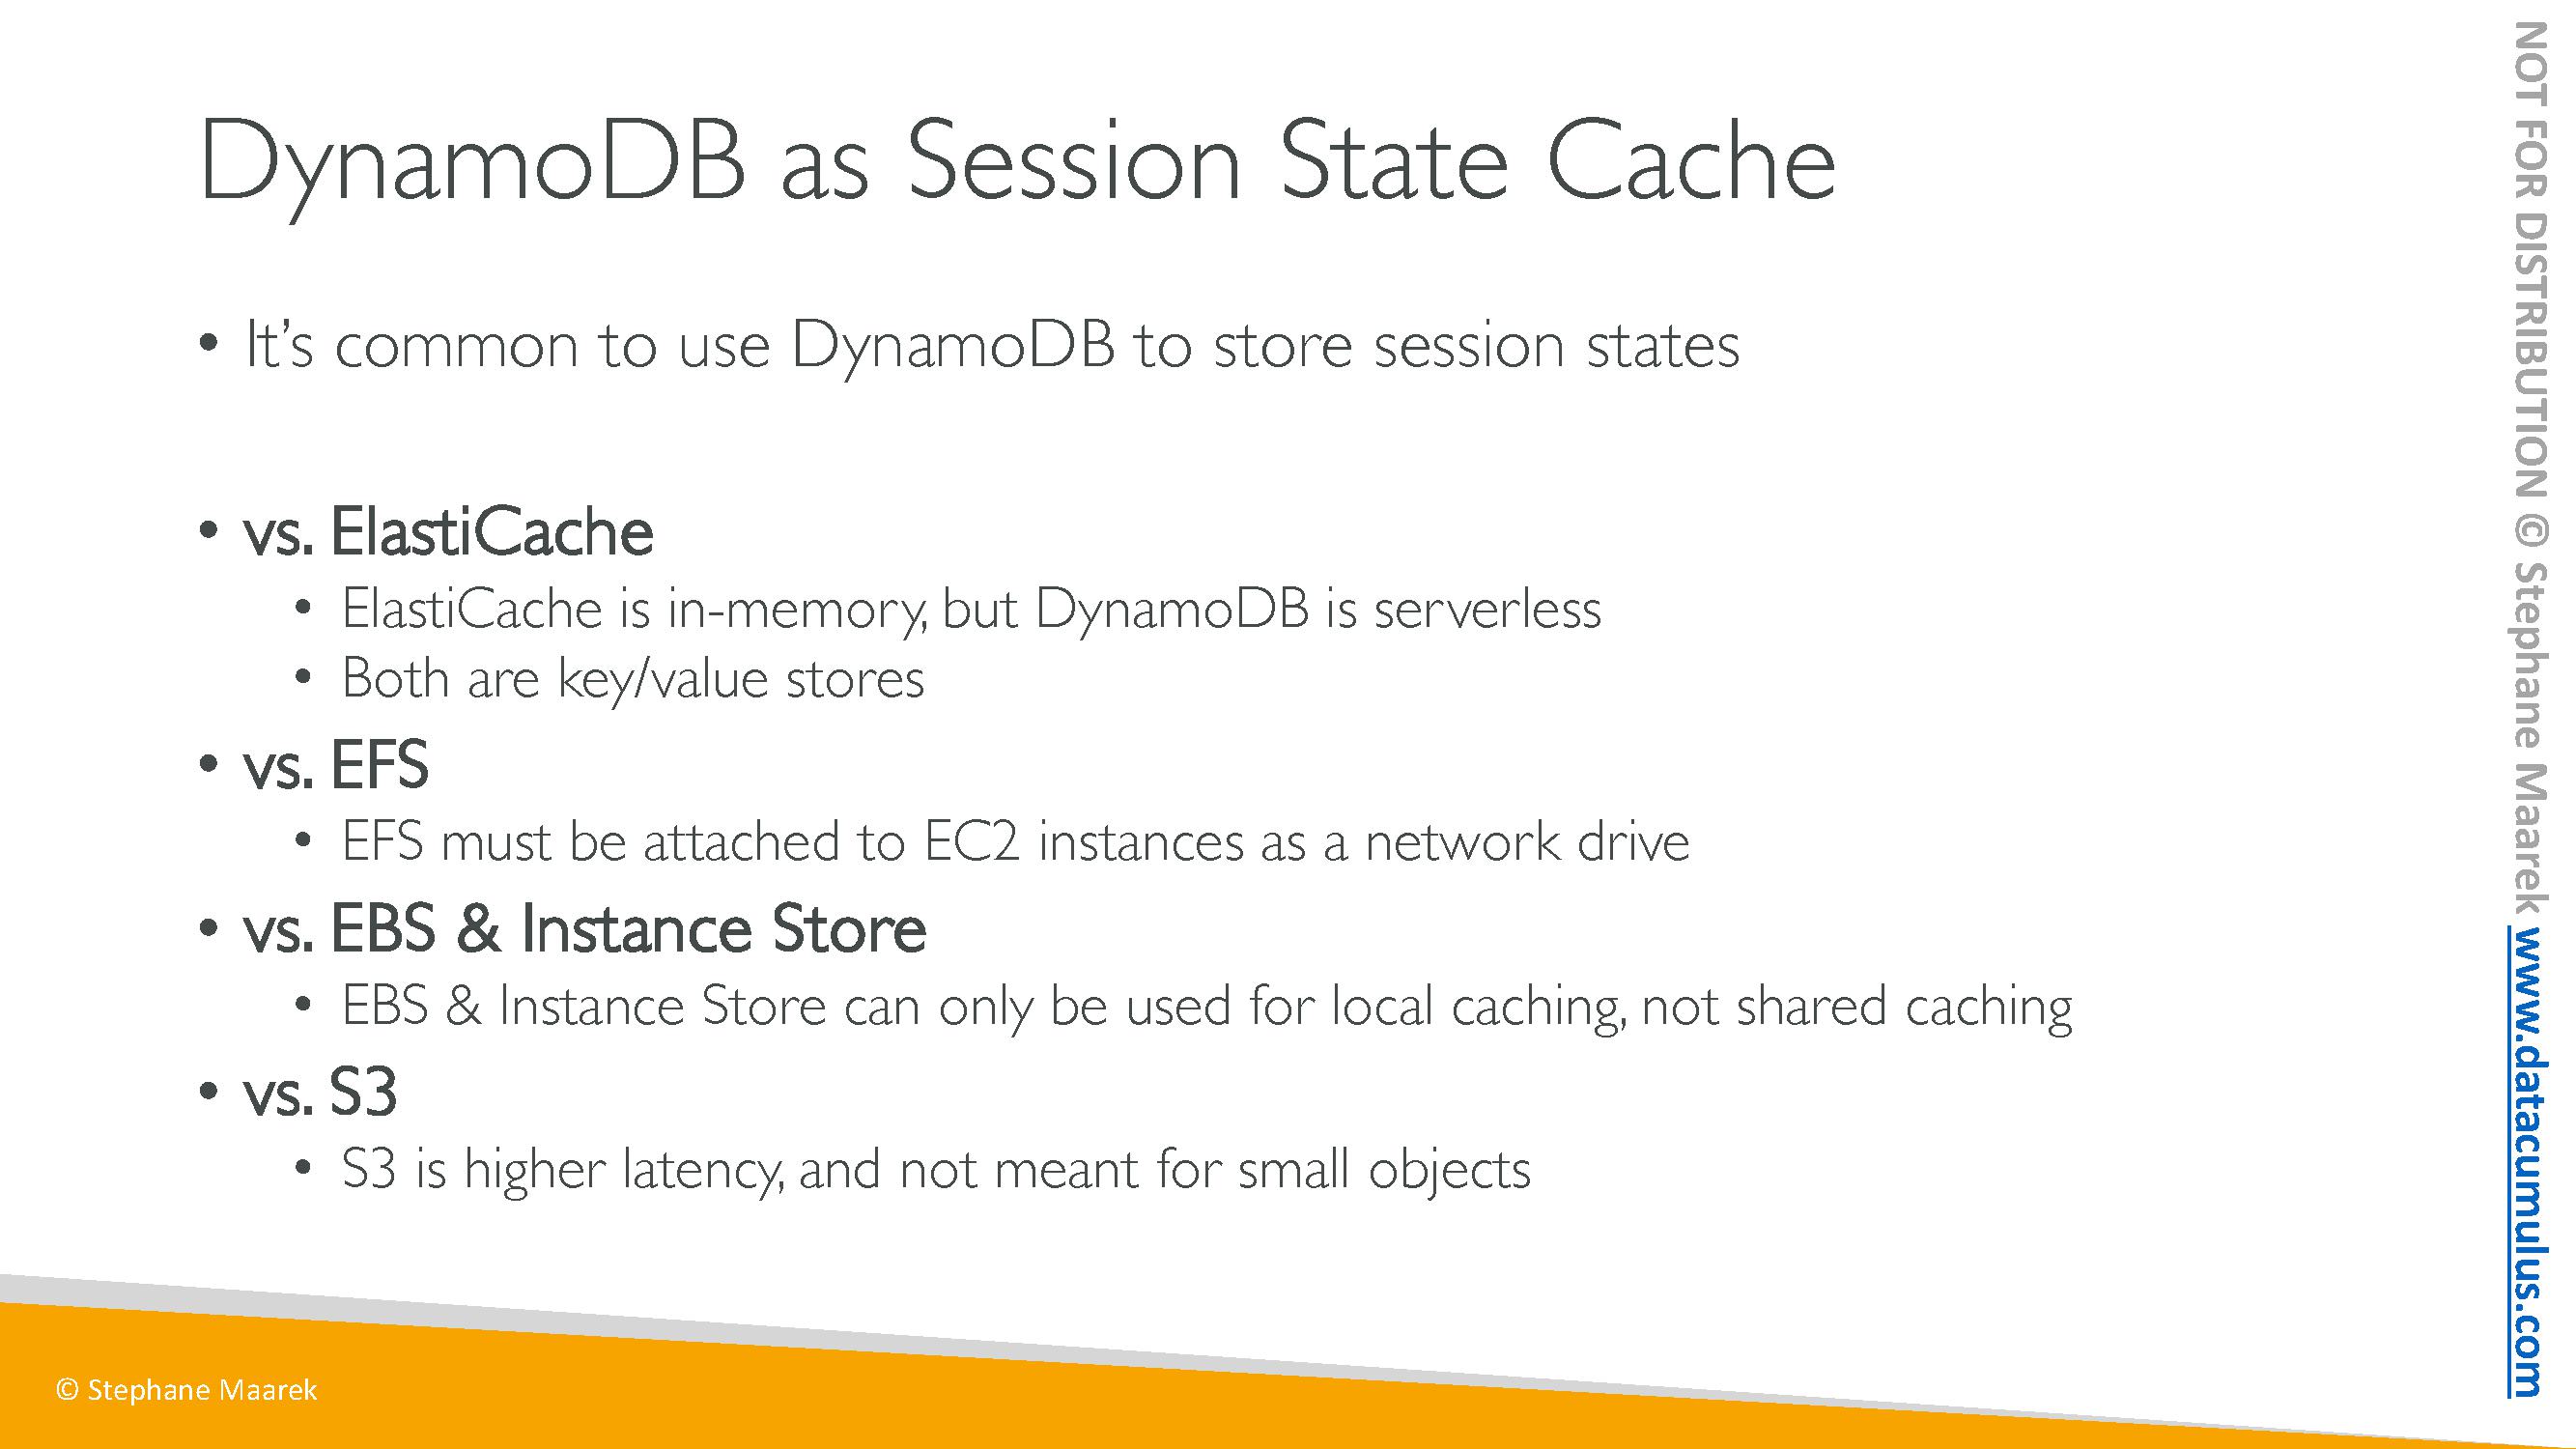 DynamoDB as Session State Cache
• It’s common to use DynamoDB to store session states
• vs. ElastiCache
• ElastiCache is in-memory, but DynamoDB is serverless
• Both are key/value stores
• vs. EFS
• EFS must be attached to EC2 instances as a network drive
• vs. EBS & Instance Store
• EBS & Instance Store can only be used for local caching, not shared caching
• vs. S3
• S3 is higher latency, and not meant for small objects
© Stephane Maarek
NOT FOR DISTRIBUTION © Stephane Maarek www.datacumulus.com